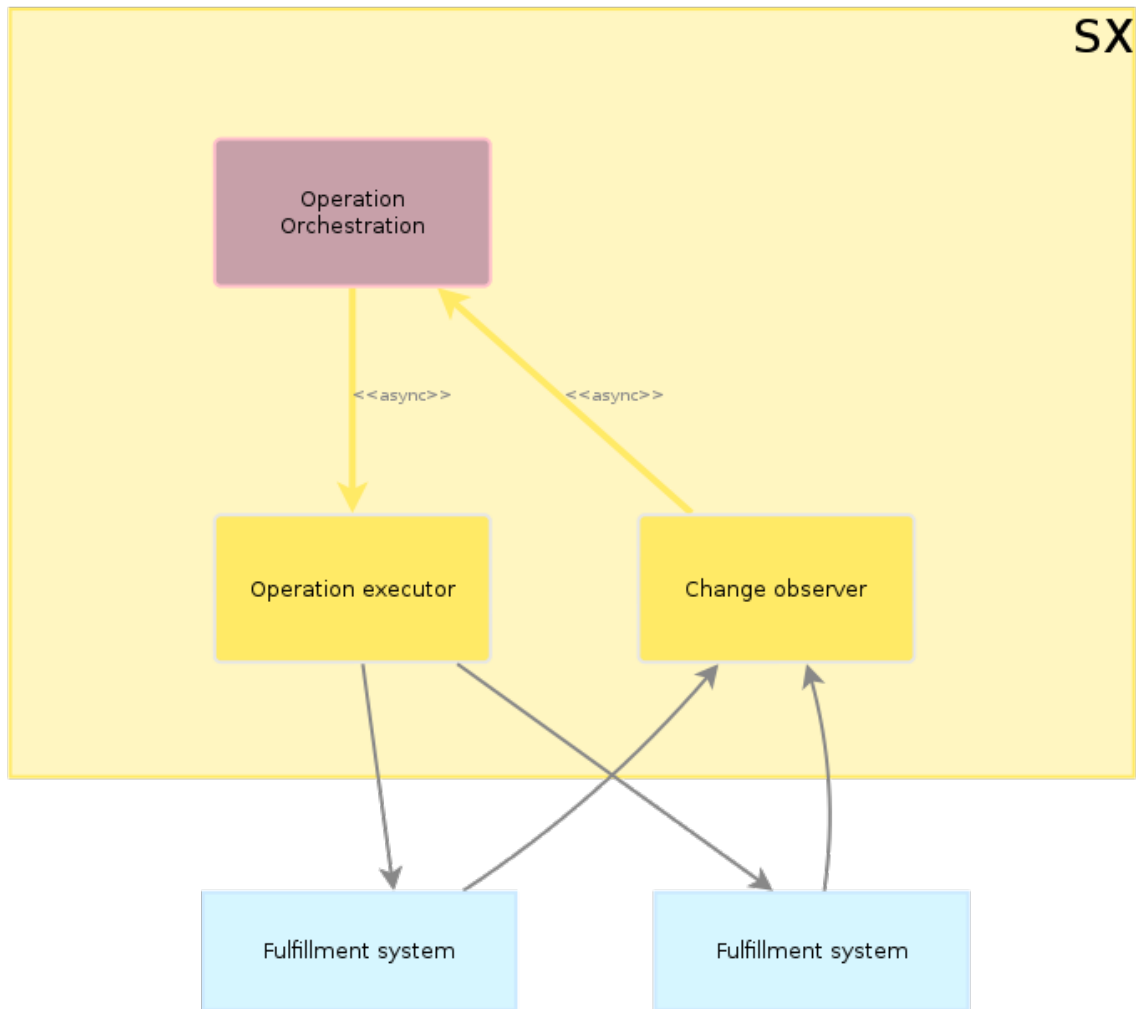 SX
Operation
Orchestration
<<async>>
<<async>>
Operation executor
Change observer
Fulfillment system
Fulfillment system